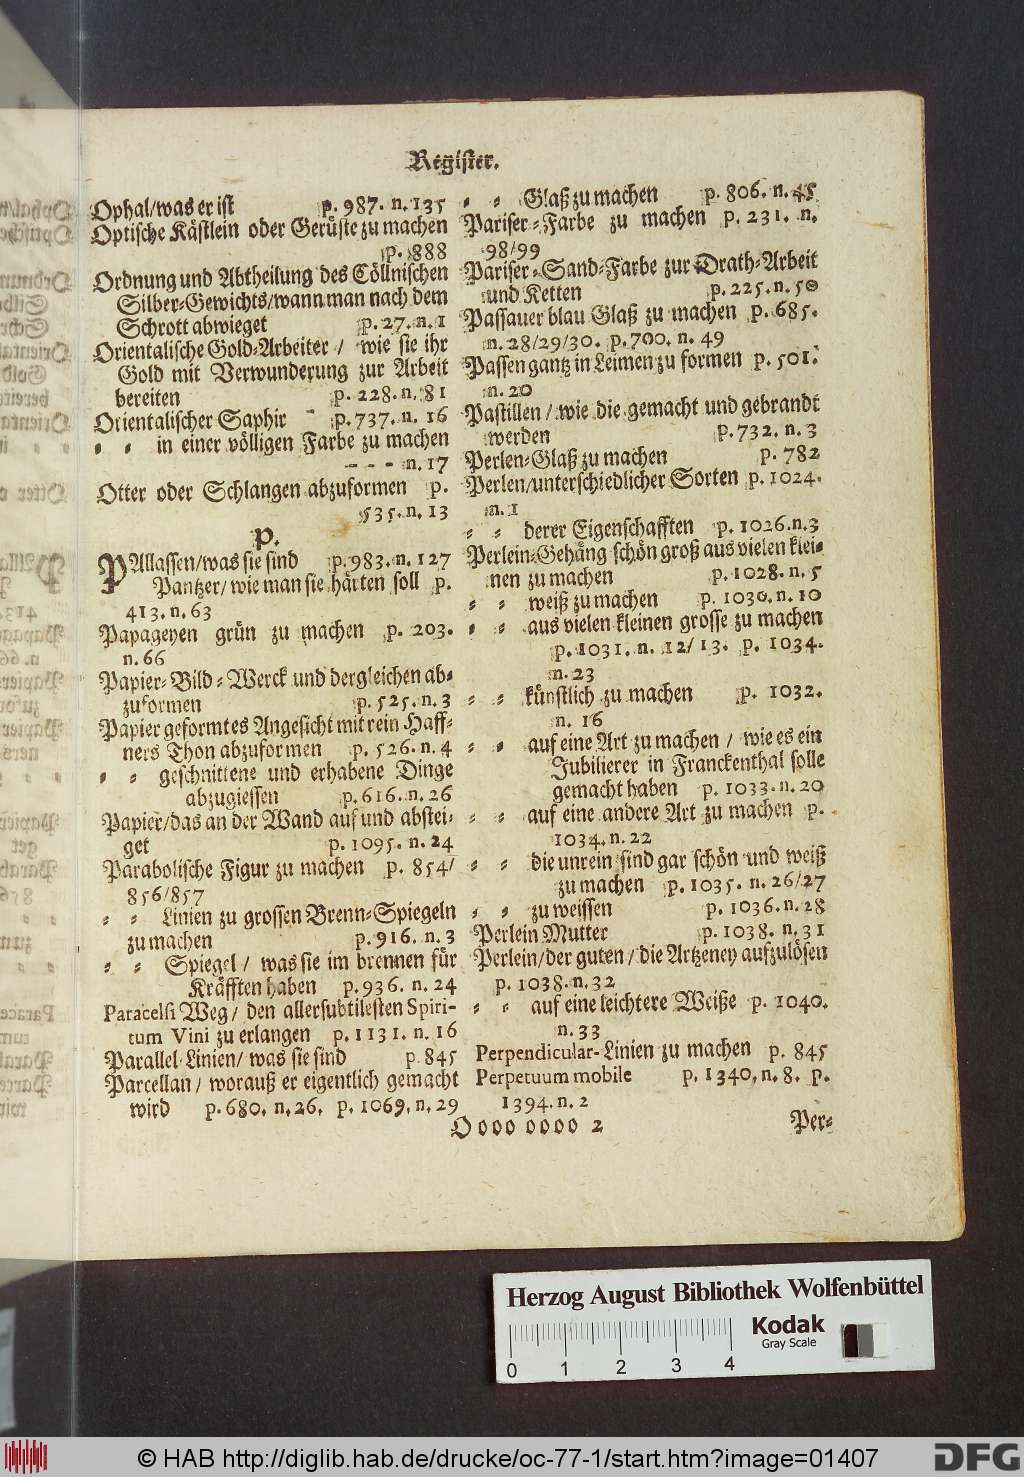 Register.
Ophal/was er ist p. 987. n. 135
Optische Kästlein oder Gerüste zu machen
p. 888
Ordnung und Abtheilung des Cöllnischen
Silber-Gewichts/wann man nach dem
Schrott abwieget p. 27. n. 1
Orientalische Gold-Arbeiter / wie sie ihr
Gold mit Verwunderung zur Arbeit
bereiten p. 228. n. 81
Orientalischer Saphir - p. 737. n. 16
= = in einer völligen Farbe zu machen
- - - n. 17
Otter oder Schlangen abzuformen p.
535. n. 13
P.
PAllassen/was sie sind p. 983. n. 127
Pantzer/wie man sie härten soll p.
413. n. 63
Papageyen grün zu machen p. 203.
n. 66
Papier-Bild-Werck und dergleichen ab-
zuformen p. 525. n. 3
Papier geformtes Angesicht mit rein Haff-
ners Thon abzuformen p. 526. n. 4
= = geschnittene und erhabene Dinge
abzugiessen p. 616. n. 26
Papier/das an der Wand auf und abstei-
get p. 1095. n. 24
Parabolische Figur zu machen p. 854/
856/857
= = Linien zu grossen Brenn-Spiegeln
zu machen p. 916. n. 3
= = Spiegel / was sie im brennen für
Kräfften haben p. 936. n. 24
Paracelsi Weg / den allersubtilesten Spiri-
tum Vini zu erlangen p. 1131. n. 16
Parallel-Linien/ was sie sind p. 845
Parcellan / worauß er eigentlich gemacht
wird p. 680. n. 26. p. 1069. n. 29
= = Glaß zu machen p. 806. n. 45
Pariser-Farbe zu machen p. 231. n.
98/99
Pariser-Sand-Farbe zur Drath-Arbeit
und Ketten p. 225. n. 50
Passauer blau Glaß zu machen p. 685.
n. 28/29/30. p. 700. n. 49
Passen gantz in Leimen zu formen p. 501.
n. 20
Pastillen / wie die gemacht und gebrandt
werden p. 732. n. 3
Perlen-Glaß zu machen p. 782
Perlen/unterschiedlicher Sorten p. 1024.
n. 1
= = derer Eigenschafften p. 1026. n. 3
Perlein-Gehäng schön groß aus vielen klei-
nen zu machen p. 1028. n. 5
= = weiß zu machen p. 1030. n. 10
= = aus vielen kleinen grosse zu machen
p. 1031. n. 12/13. p. 1034.
n. 23
= = künstlich zu machen p. 1032.
n. 16
= = auf eine Art zu machen / wie es ein
Jubilierer in Franckenthal solle
gemacht haben p. 1033. n. 20
= = auf eine andere Art zu machen p.
1034. n. 22
= = die unrein sind gar schön und weiß
zu machen p. 1035. n. 26/27
= = zu weissen p. 1036. n. 28
Perlein Mutter p. 1038. n. 31
Perlein/der guten / die Artzeney aufzulösen
p. 1038. n. 32
= = auf eine leichtere Weiße p. 1040.
n. 33
Perpendicular-Linien zu machen p. 845
Perpetuum mobile p. 1340. n. 8. p.
1394. n. 2
O ooo oooo 2 Per-
Herzog August Bibliothek Wolfenbüttel
Kodak
Gray Scale
0 1 2 3 4
© HAB http://diglib.hab.de/drucke/oc-77-1/start.htm?image=01407
DFG